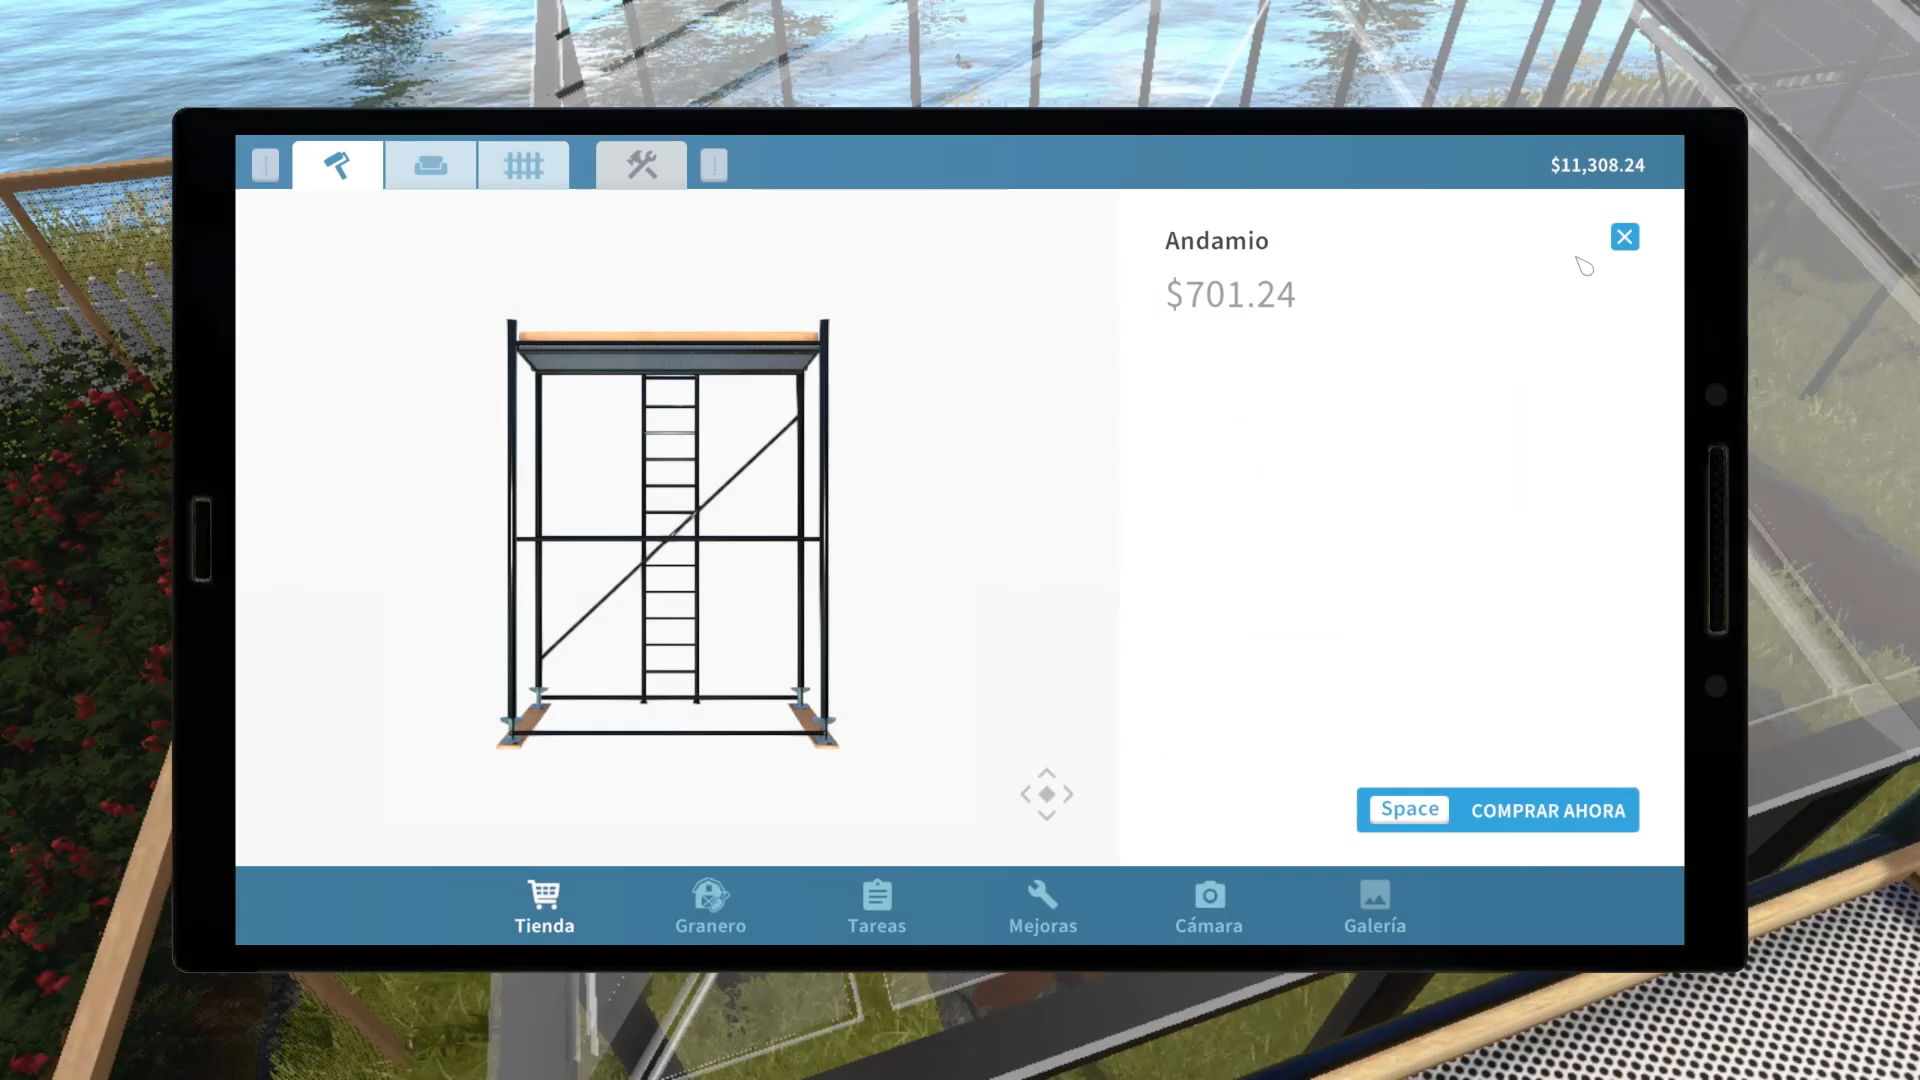 [
]
$11,308.24
Andamio
$701.24
Space COMPRAR AHORA
Tienda
Granero
Tareas
Mejoras
Cámara
Galería